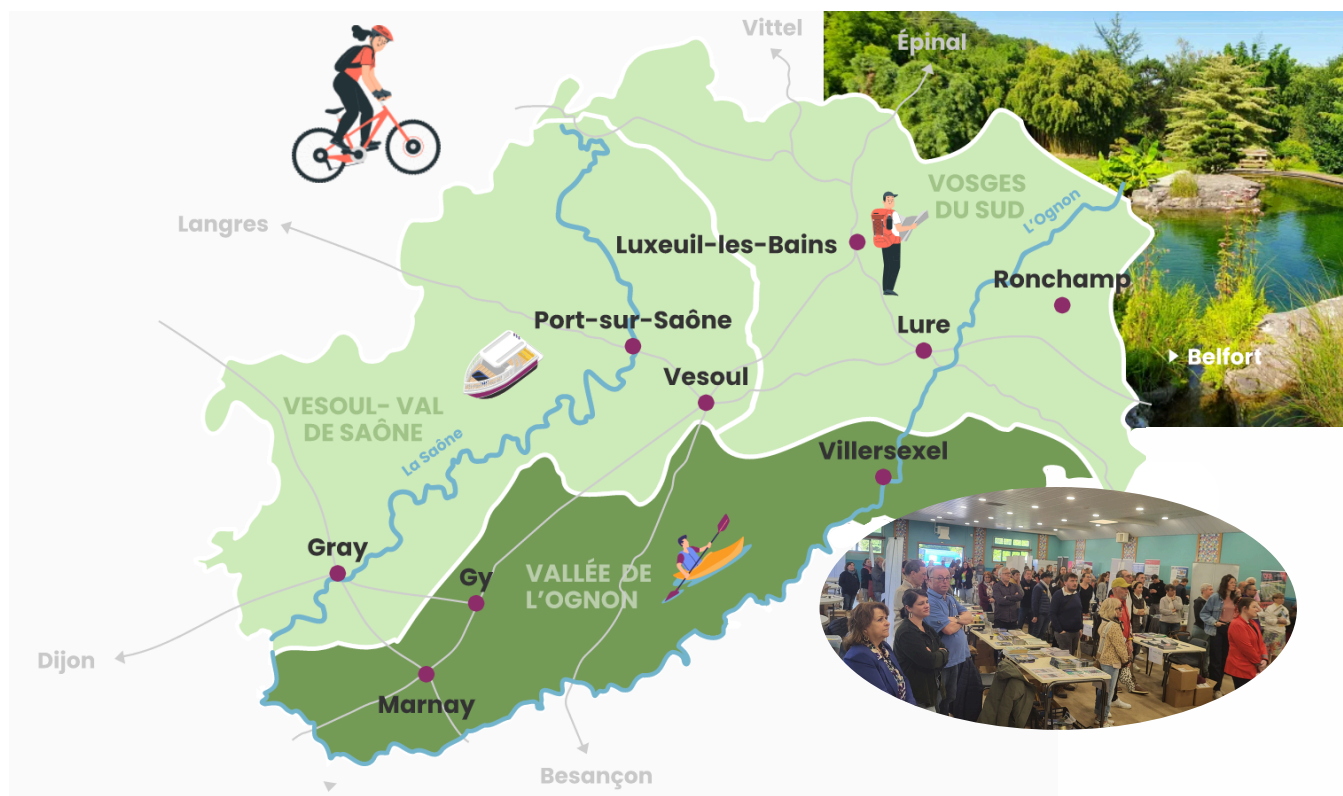 Vittel
Épinal
VOSGES
DU SUD
L'Ognon
Langres
Luxeuil-les-Bains
Ronchamp
Port-sur-Saône
Lure
Belfort
Vesoul
VESOUL- VAL
DE SAÔNE
La Saône
Villersexel
Gray
Gy
VALLÉE DE
L'OGNON
Dijon
Marnay
Besançon